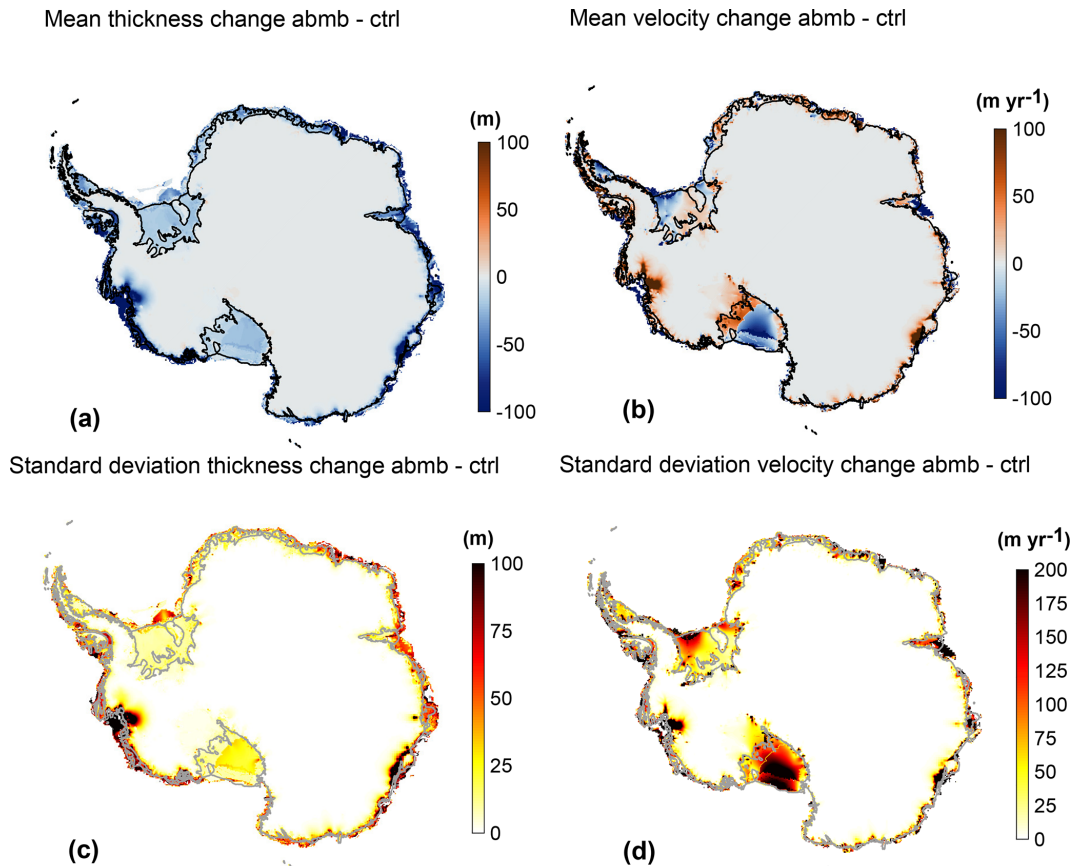 Mean thickness change abmb - ctrl
Mean velocity change abmb - ctrl
(m)
100
50
0
-50
-100
(a)
(m yr-1)
100
50
0
-50
-100
(b)
Standard deviation thickness change abmb - ctrl
Standard deviation velocity change abmb - ctrl
(m)
100
75
50
25
0
(c)
(m yr-1)
200
175
150
125
100
75
50
25
0
(d)